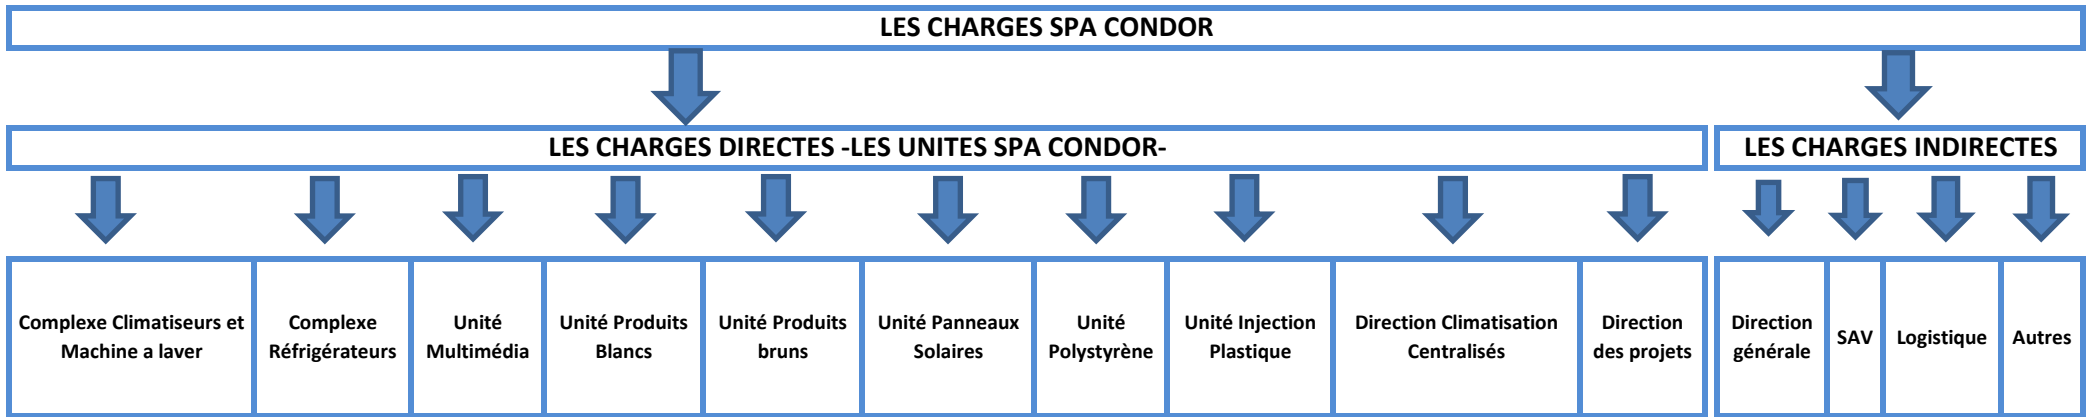 LES CHARGES SPA CONDOR
LES CHARGES DIRECTES -LES UNITES SPA CONDOR-
LES CHARGES INDIRECTES
Complexe Climatiseurs et
Machine a laver
Complexe
Réfrigérateurs
Unité
Multimédia
Unité Produits
Blancs
Unité Produits
bruns
Unité Panneaux
Solaires
Unité
Polystyrène
Unité Injection
Plastique
Direction Climatisation
Centralisés
Direction
des projets
Direction
générale
SAV
Logistique
Autres